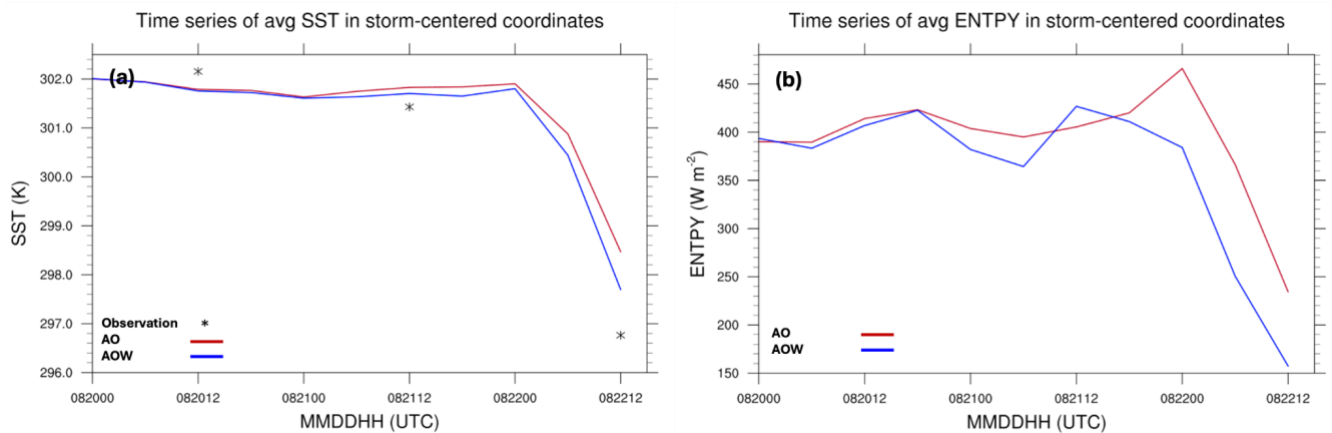 Time series of avg SST in storm-centered coordinates
(a)
302.0
301.0
300.0
299.0
298.0
297.0
296.0
SST (K)
Observation *
AO
AOW
082000 082012 082100 082112 082200 082212
MMDDHH (UTC)
Time series of avg ENTPY in storm-centered coordinates
(b)
450
400
350
300
250
200
150
ENTPY (W m⁻²)
AO
AOW
082000 082012 082100 082112 082200 082212
MMDDHH (UTC)